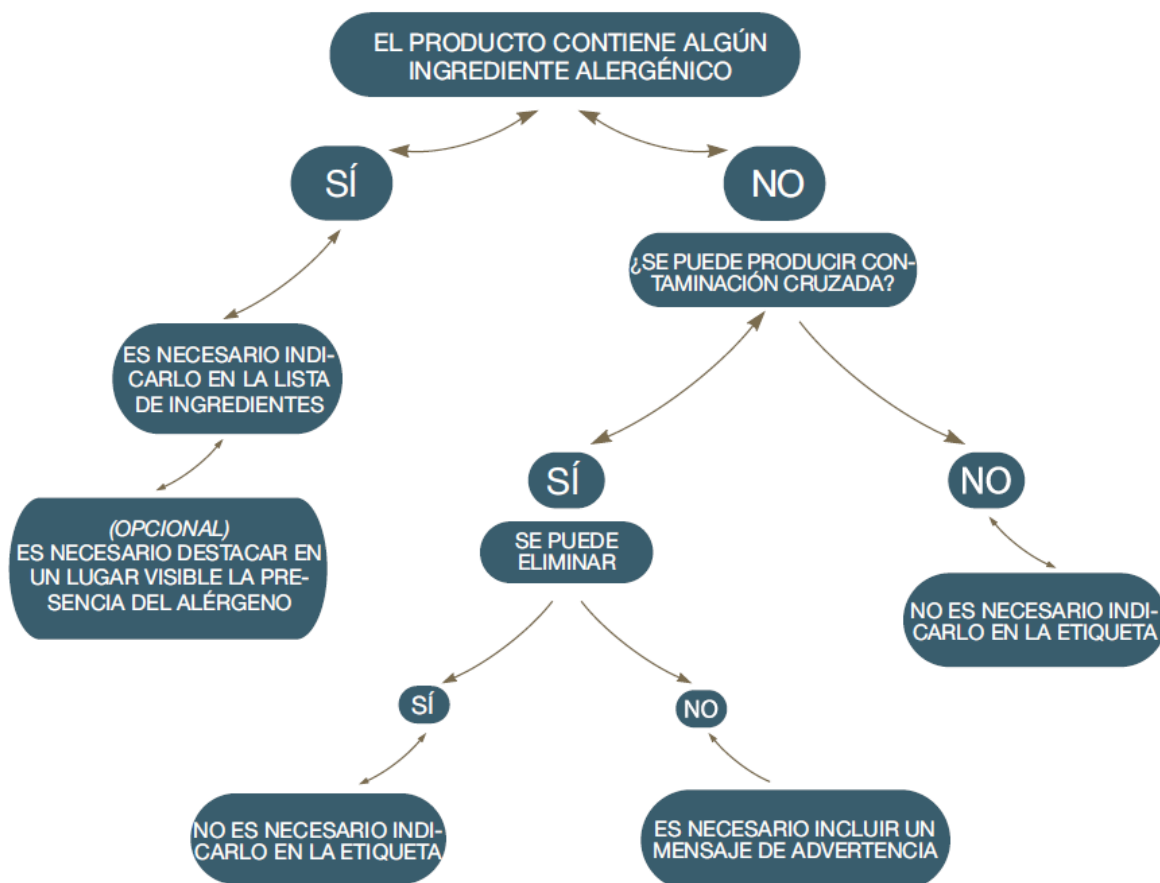 EL PRODUCTO CONTIENE ALGÚN
INGREDIENTE ALERGÉNICO
SÍ
NO
¿SE PUEDE PRODUCIR CON-
TAMINACIÓN CRUZADA?
ES NECESARIO INDI-
CARLO EN LA LISTA
DE INGREDIENTES
SÍ
NO
(OPCIONAL)
ES NECESARIO DESTACAR EN
UN LUGAR VISIBLE LA PRE-
SENCIA DEL ALÉRGENO
SE PUEDE
ELIMINAR
NO ES NECESARIO INDI-
CARLO EN LA ETIQUETA
SÍ
NO
NO ES NECESARIO INDI-
CARLO EN LA ETIQUETA
ES NECESARIO INCLUIR UN
MENSAJE DE ADVERTENCIA